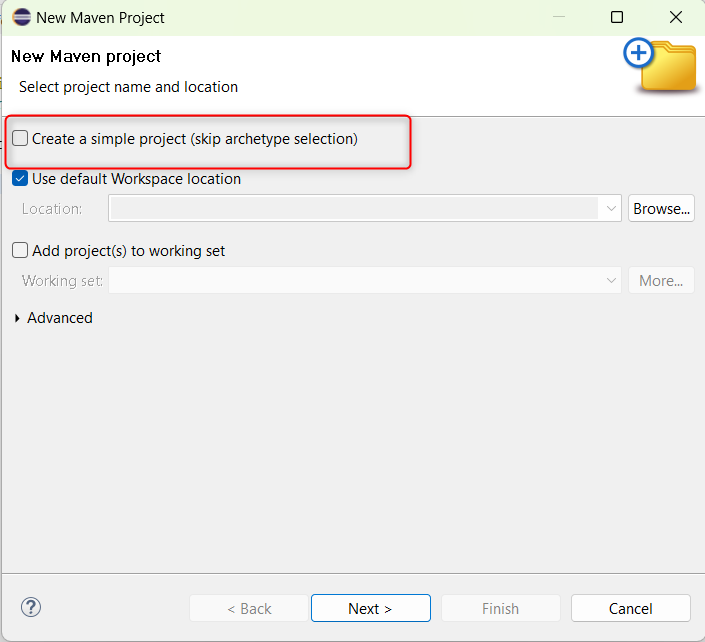 New Maven Project
New Maven project
Select project name and location
Create a simple project (skip archetype selection)
Use default Workspace location
Location:
Browse...
Add project(s) to working set
Working set:
More...
Advanced
?
< Back
Next >
Finish
Cancel